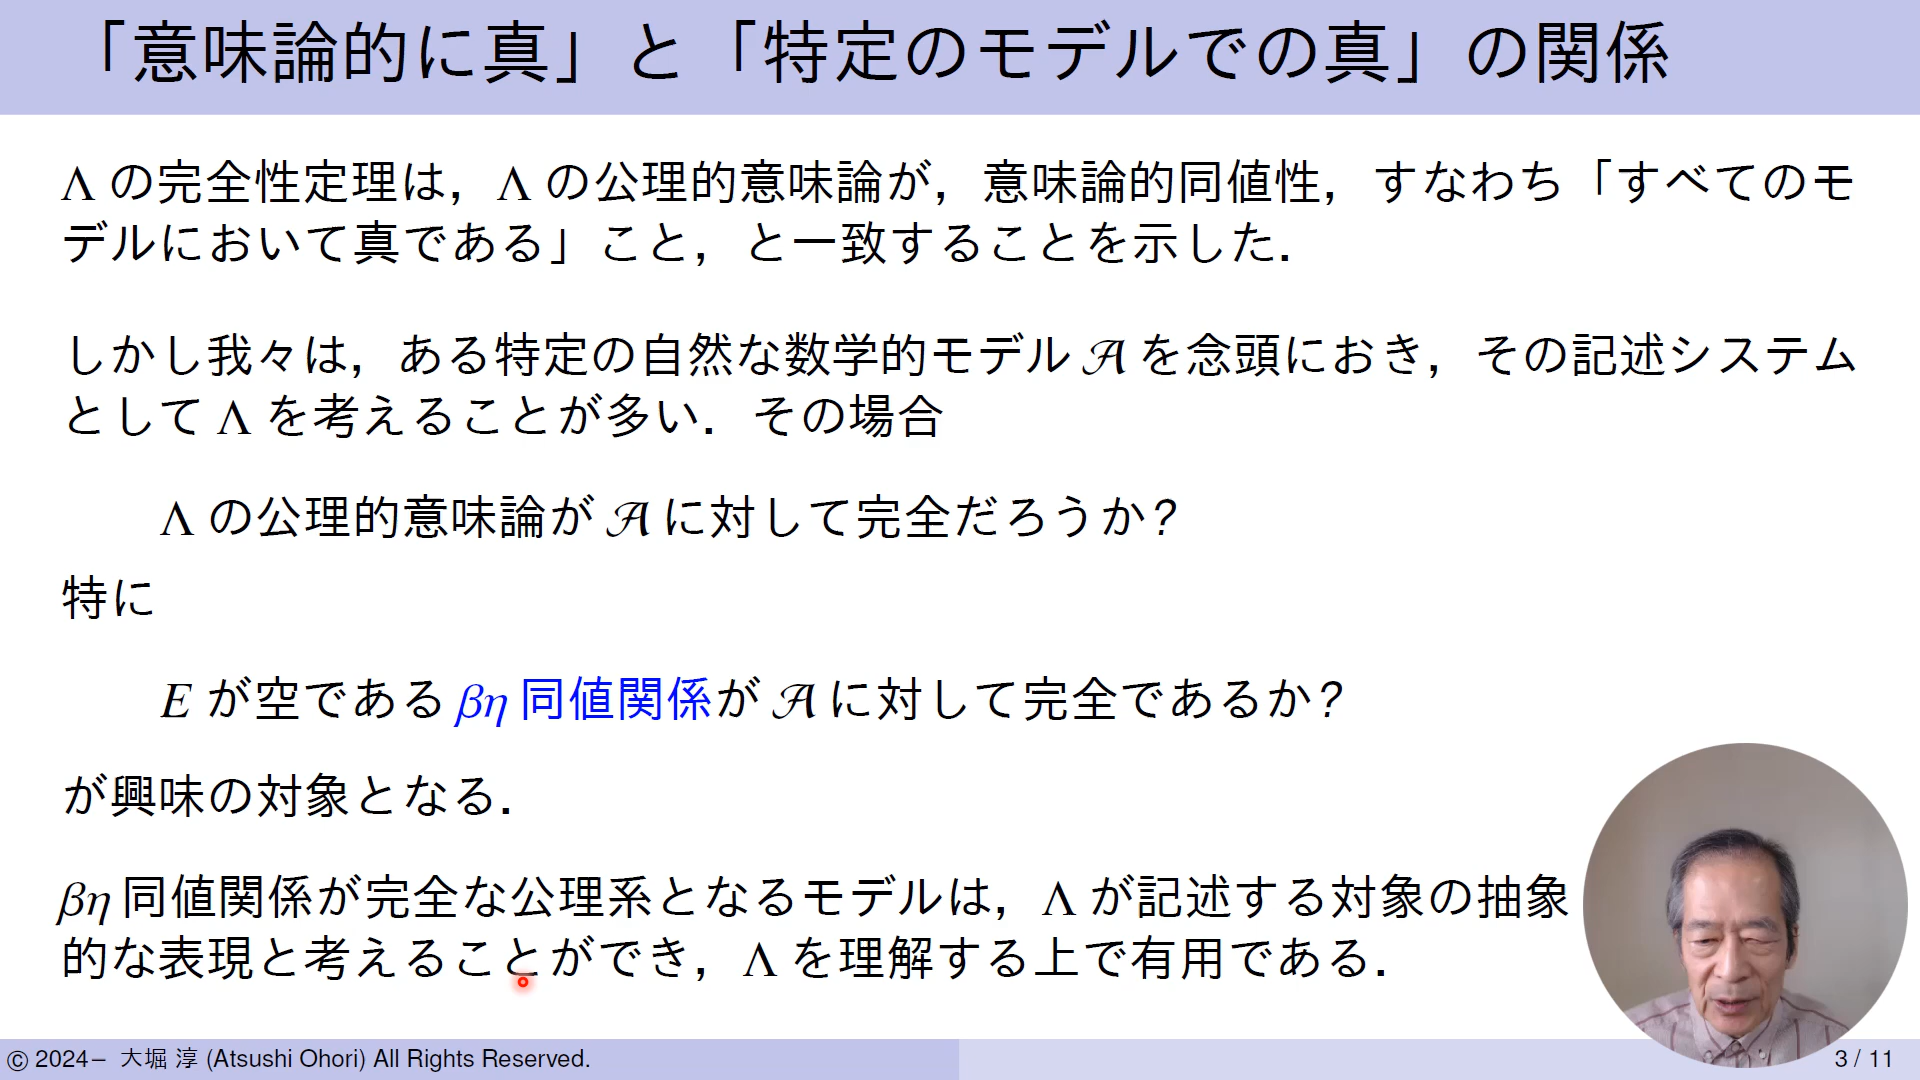 「意味論的に真」と「特定のモデルでの真」の関係
Λ の完全性定理は，Λ の公理的意味論が，意味論的同値性，すなわち「すべてのモ
デルにおいて真である」こと，と一致することを示した．
しかし我々は，ある特定の自然な数学的モデル 𝒜 を念頭におき，その記述システム
として Λ を考えることが多い．その場合
Λ の公理的意味論が 𝒜 に対して完全だろうか？
特に
E が空である βη 同値関係が 𝒜 に対して完全であるか？
が興味の対象となる．
βη 同値関係が完全な公理系となるモデルは，Λ が記述する対象の抽象
的な表現と考えることができ，Λ を理解する上で有用である．
© 2024− 大堀 淳 (Atsushi Ohori) All Rights Reserved.
3 / 11